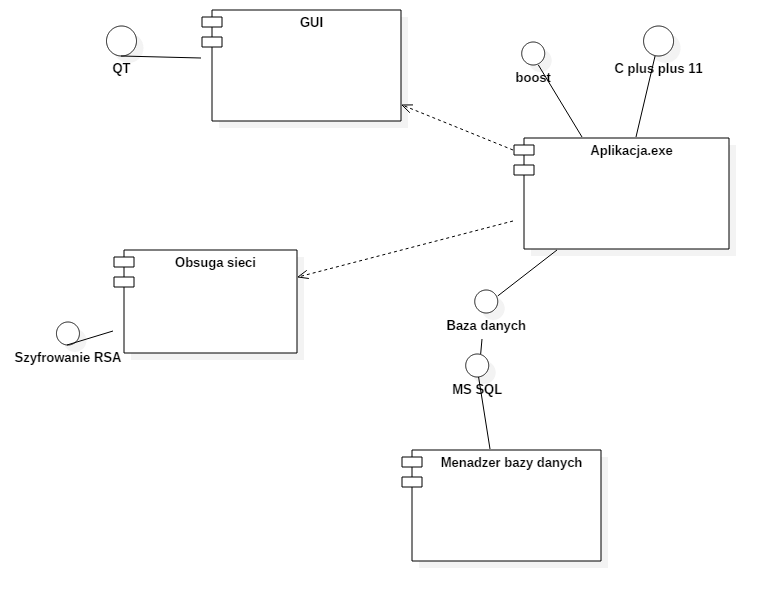 GUI
QT
boost
C plus plus 11
Aplikacja.exe
Obsuga sieci
Szyfrowanie RSA
Baza danych
MS SQL
Menadzer bazy danych